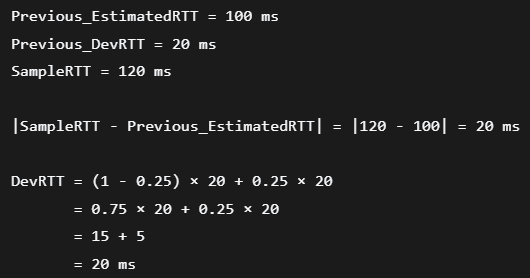 Previous_EstimatedRTT = 100 ms
Previous_DevRTT = 20 ms
SampleRTT = 120 ms
|SampleRTT - Previous_EstimatedRTT| = |120 - 100| = 20 ms
DevRTT = (1 - 0.25) × 20 + 0.25 × 20
= 0.75 × 20 + 0.25 × 20
= 15 + 5
= 20 ms